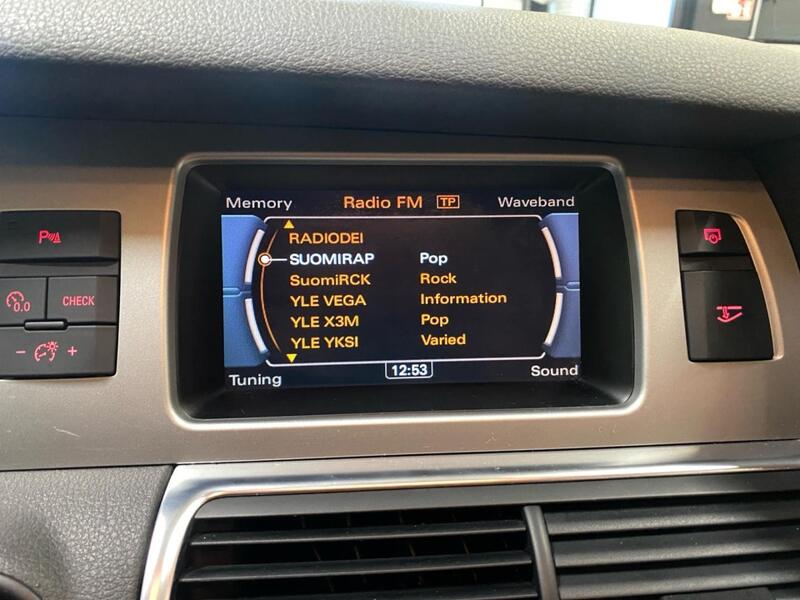 Memory Radio FM TP Waveband
RADIODEI
SUOMIRAP Pop
SuomiRCK Rock
YLE VEGA Information
YLE X3M Pop
YLE YKSI Varied
Tuning 12:53 Sound
P
0.0 CHECK
- +